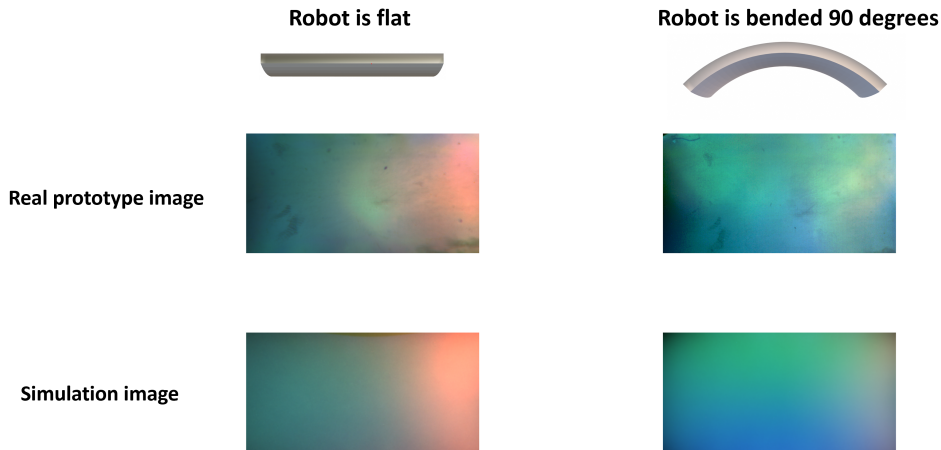 Robot is flat
Robot is bended 90 degrees
Real prototype image
Simulation image